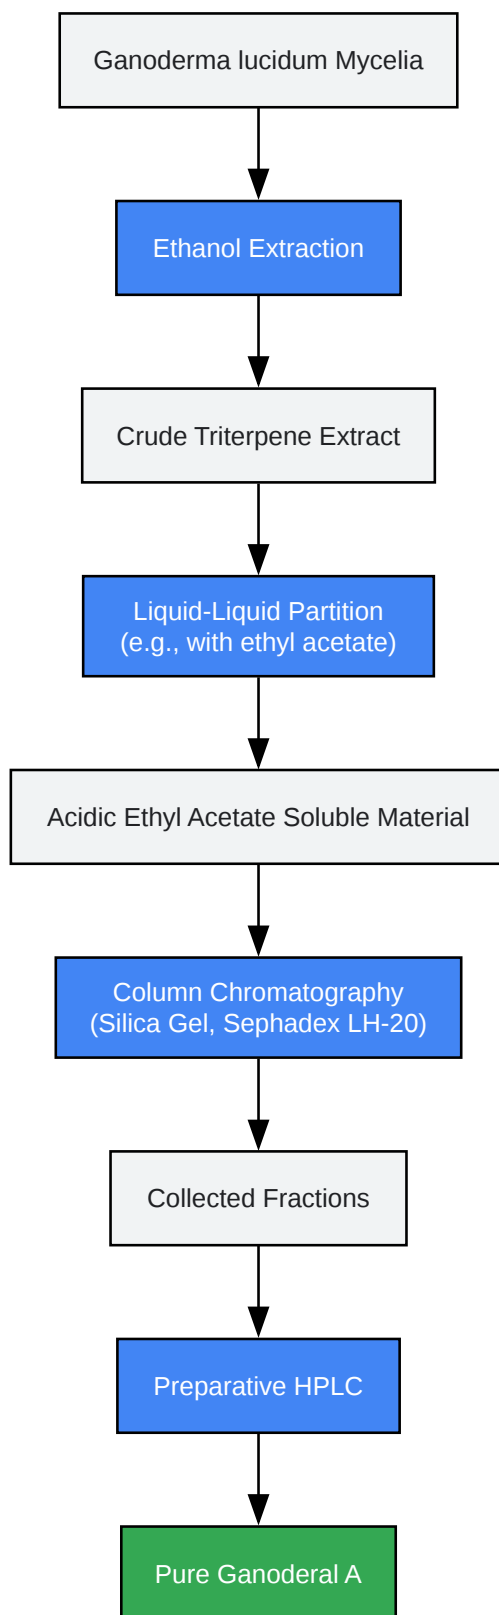 Ganoderma lucidum Mycelia
Ethanol Extraction
Crude Triterpene Extract
Liquid-Liquid Partition
(e.g., with ethyl acetate)
Acidic Ethyl Acetate Soluble Material
Column Chromatography
(Silica Gel, Sephadex LH-20)
Collected Fractions
Preparative HPLC
Pure Ganoderal A